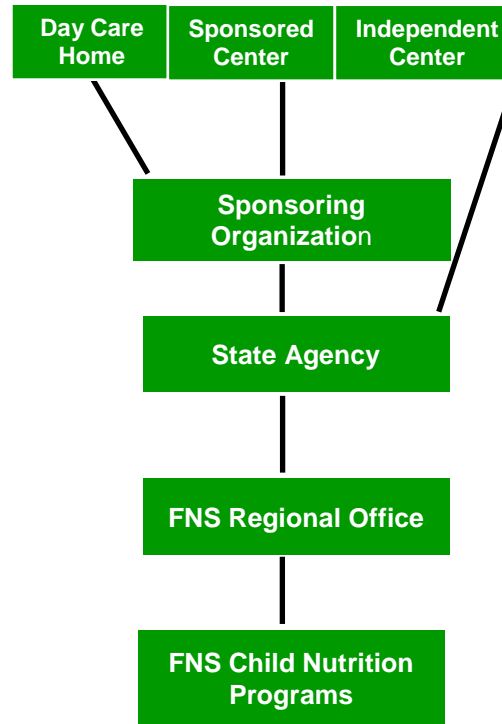 Day Care
Home
Sponsored
Center
Independent
Center
Sponsoring
Organization
State Agency
FNS Regional Office
FNS Child Nutrition
Programs